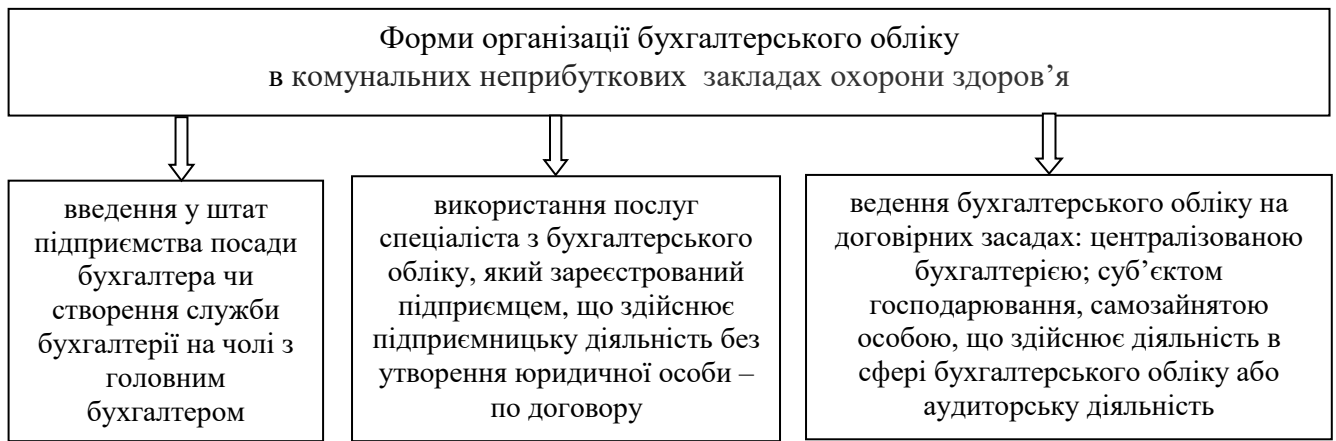 Форми організації бухгалтерського обліку
в комунальних неприбуткових закладах охорони здоров’я
введення у штат
підприємства посади
бухгалтера чи
створення служби
бухгалтерії на чолі з
головним
бухгалтером
використання послуг
спеціаліста з бухгалтерського
обліку, який зареєстрований
підприємцем, що здійснює
підприємницьку діяльність без
утворення юридичної особи –
по договору
ведення бухгалтерського обліку на
договірних засадах: централізованою
бухгалтерією; суб’єктом
господарювання, самозайнятою
особою, що здійснює діяльність в
сфері бухгалтерського обліку або
аудиторську діяльність